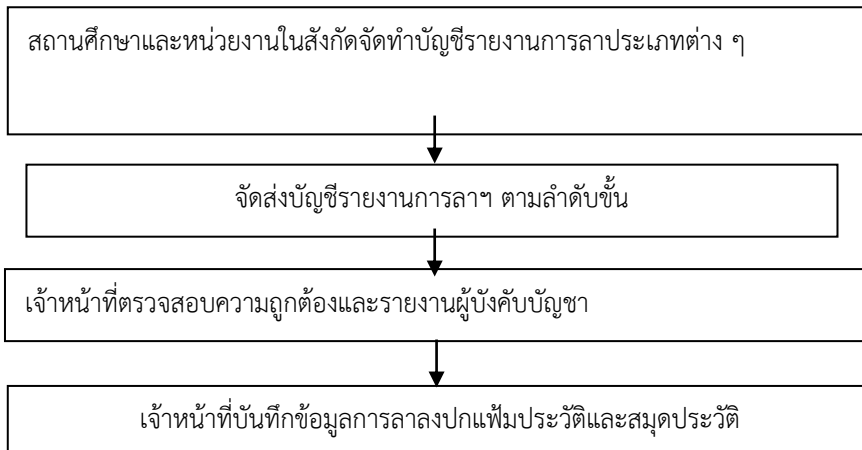 สถานศึกษาและหน่วยงานในสังกัดจัดทำบัญชีรายงานการลาประเภทต่าง ๆ
จัดส่งบัญชีรายงานการลาฯ ตามลำดับขั้น
เจ้าหน้าที่ตรวจสอบความถูกต้องและรายงานผู้บังคับบัญชา
เจ้าหน้าที่บันทึกข้อมูลการลาลงปกแฟ้มประวัติและสมุดประวัติ